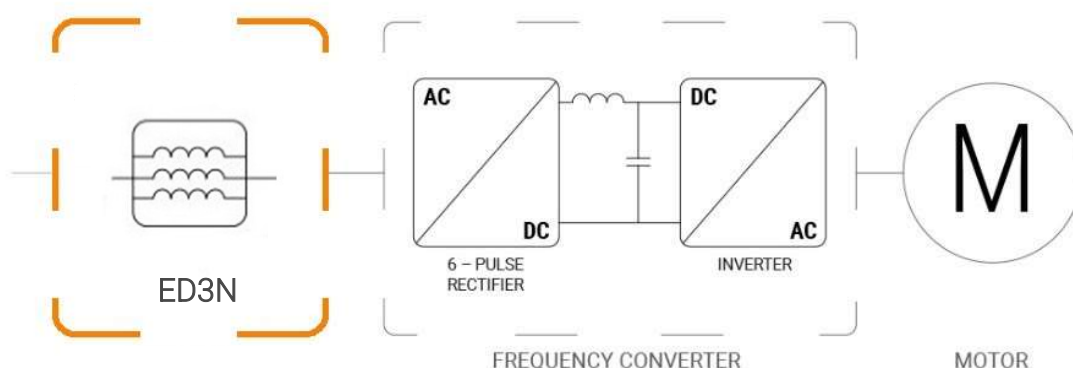 ED3N
AC
DC
6 – PULSE
RECTIFIER
DC
AC
INVERTER
FREQUENCY CONVERTER
M
MOTOR